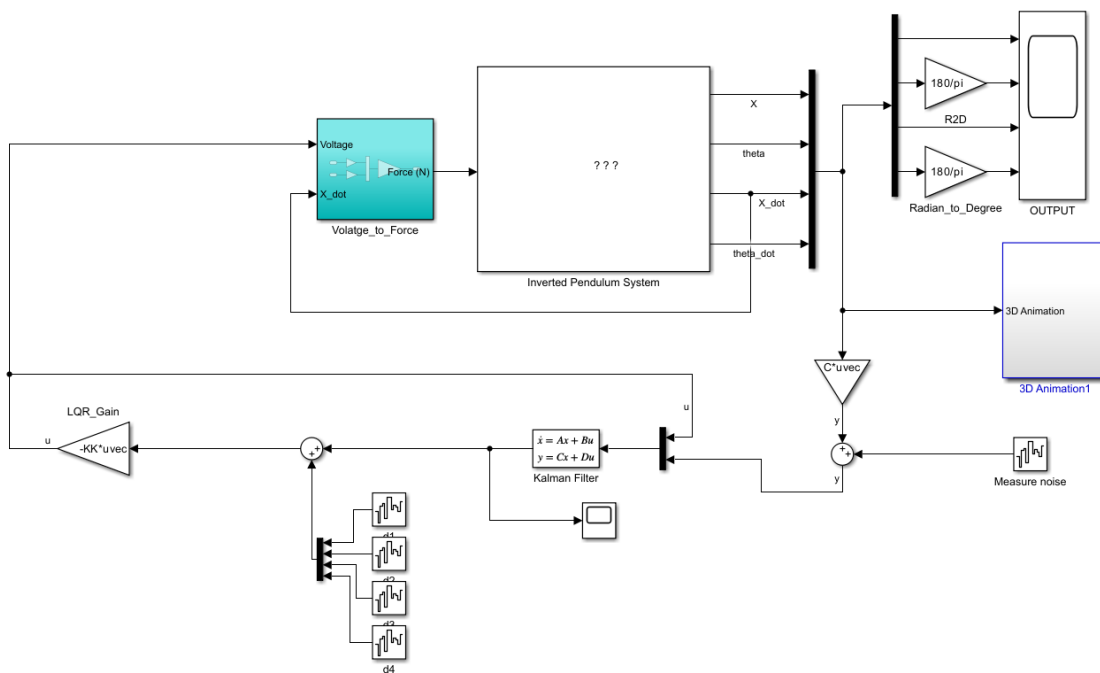 180/pi
R2D
180/pi
Radian_to_Degree
OUTPUT
Voltage
X_dot
Force (N)
Volatge_to_Force
? ? ?
Inverted Pendulum System
X
theta
X_dot
theta_dot
3D Animation
3D Animation1
C*uvec
y
+
+
y
Measure noise
u
LQR_Gain
u
-KK*uvec
+
+
ẋ = Ax + Bu
y = Cx + Du
Kalman Filter
d1
d2
d3
d4